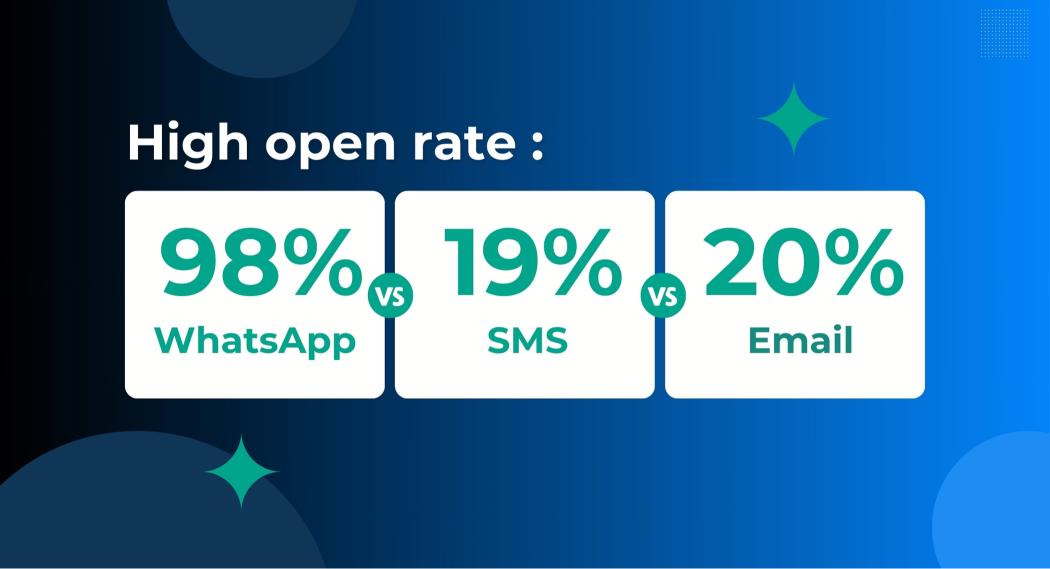 High open rate :
98%
WhatsApp
VS
19%
SMS
VS
20%
Email